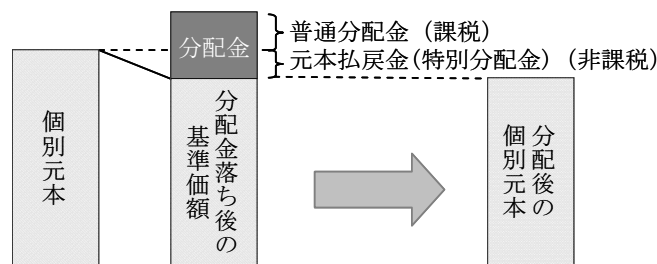 分配金
普通分配金（課税）
元本払戻金（特別分配金）（非課税）
個別元本
分配金落ち後の
基準価額
分配後の
個別元本